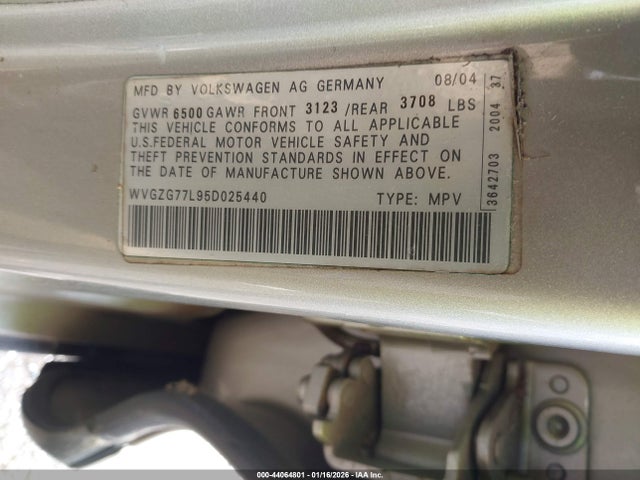 MFD BY VOLKSWAGEN AG GERMANY 08/04
GVWR 6500 GAWR FRONT 3123 /REAR 3708 LBS
THIS VEHICLE CONFORMS TO ALL APPLICABLE
U.S.FEDERAL MOTOR VEHICLE SAFETY AND
THEFT PREVENTION STANDARDS IN EFFECT ON
THE DATE OF MANUFACTURE SHOWN ABOVE.
WVGZG77L95D025440 TYPE: MPV
3642703 2004 37
000-44064801 - 01/16/2026 - IAA Inc.